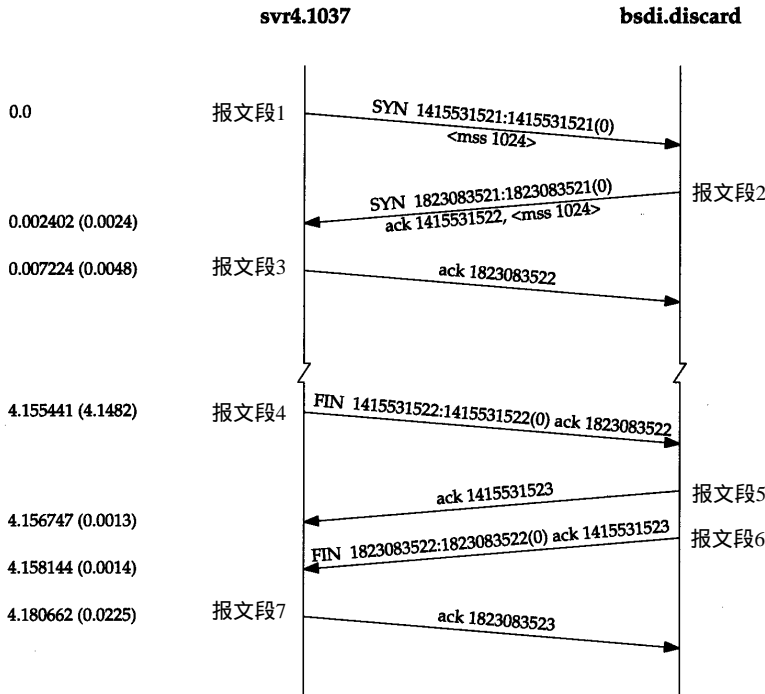 svr4.1037 bsdi.discard
0.0 报文段1 SYN 1415531521:1415531521(0)
<mss 1024>
SYN 1823083521:1823083521(0) 报文段2
0.002402 (0.0024) ack 1415531522, <mss 1024>
0.007224 (0.0048) 报文段3 ack 1823083522
4.155441 (4.1482) 报文段4 FIN 1415531522:1415531522(0) ack 1823083522
ack 1415531523 报文段5
4.156747 (0.0013)
FIN 1823083522:1823083522(0) ack 1415531523 报文段6
4.158144 (0.0014)
4.180662 (0.0225) 报文段7 ack 1823083523